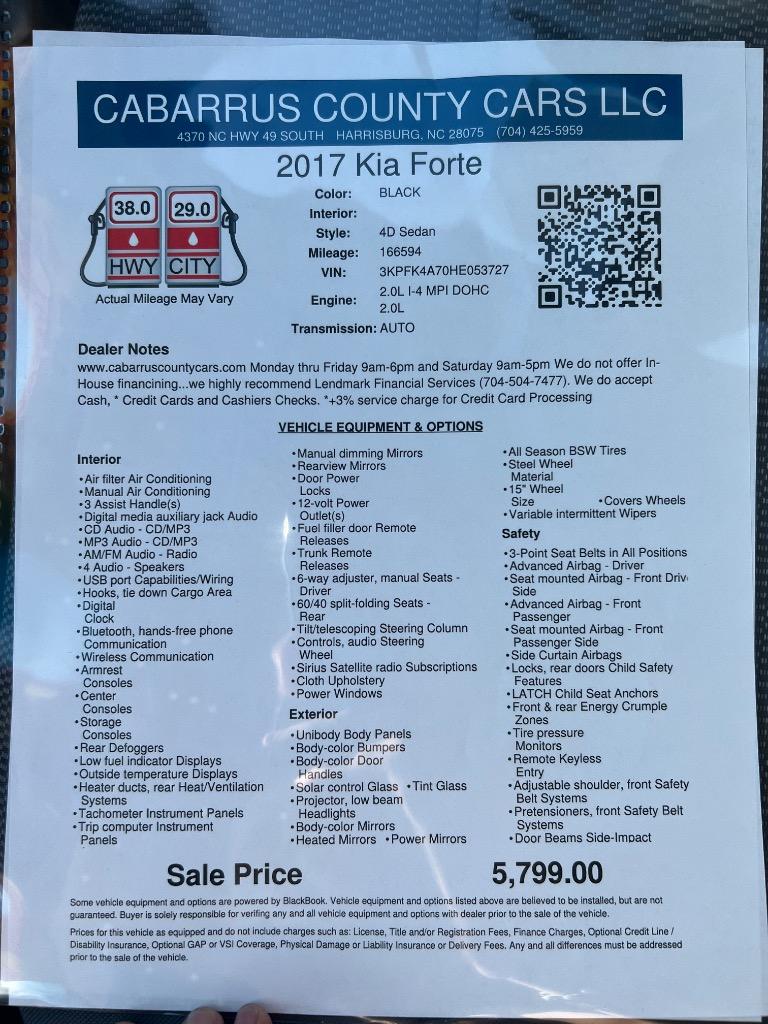 CABARRUS COUNTY CARS LLC
4370 NC HWY 49 SOUTH HARRISBURG, NC 28075 (704) 425-5959
2017 Kia Forte
38.0 29.0
HWY CITY
Actual Mileage May Vary
Color: BLACK
Interior:
Style: 4D Sedan
Mileage: 166594
VIN: 3KPFK4A70HE053727
Engine: 2.0L I-4 MPI DOHC
2.0L
Transmission: AUTO
Dealer Notes
www.cabarruscountycars.com Monday thru Friday 9am-6pm and Saturday 9am-5pm We do not offer In-
House financining...we highly recommend Lendmark Financial Services (704-504-7477). We do accept
Cash, * Credit Cards and Cashiers Checks. *+3% service charge for Credit Card Processing
VEHICLE EQUIPMENT & OPTIONS
Interior
•Air filter Air Conditioning
•Manual Air Conditioning
•3 Assist Handle(s)
•Digital media auxiliary jack Audio
•CD Audio - CD/MP3
•MP3 Audio - CD/MP3
•AM/FM Audio - Radio
•4 Audio - Speakers
•USB port Capabilities/Wiring
•Hooks, tie down Cargo Area
•Digital
Clock
•Bluetooth, hands-free phone
Communication
•Wireless Communication
•Armrest
Consoles
•Center
Consoles
•Storage
Consoles
•Rear Defoggers
•Low fuel indicator Displays
•Outside temperature Displays
•Heater ducts, rear Heat/Ventilation
Systems
•Tachometer Instrument Panels
•Trip computer Instrument
Panels
•Manual dimming Mirrors
•Rearview Mirrors
•Door Power
Locks
•12-volt Power
Outlet(s)
•Fuel filler door Remote
Releases
•Trunk Remote
Releases
•6-way adjuster, manual Seats -
Driver
•60/40 split-folding Seats -
Rear
•Tilt/telescoping Steering Column
•Controls, audio Steering
Wheel
•Sirius Satellite radio Subscriptions
•Cloth Upholstery
•Power Windows
Exterior
•Unibody Body Panels
•Body-color Bumpers
•Body-color Door
Handles
•Solar control Glass •Tint Glass
•Projector, low beam
Headlights
•Body-color Mirrors
•Heated Mirrors •Power Mirrors
•All Season BSW Tires
•Steel Wheel
Material
•15" Wheel
Size •Covers Wheels
•Variable intermittent Wipers
Safety
•3-Point Seat Belts in All Positions
•Advanced Airbag - Driver
•Seat mounted Airbag - Front Driv
Side
•Advanced Airbag - Front
Passenger
•Seat mounted Airbag - Front
Passenger Side
•Side Curtain Airbags
•Locks, rear doors Child Safety
Features
•LATCH Child Seat Anchors
•Front & rear Energy Crumple
Zones
•Tire pressure
Monitors
•Remote Keyless
Entry
•Adjustable shoulder, front Safety
Belt Systems
•Pretensioners, front Safety Belt
Systems
•Door Beams Side-Impact
Sale Price 5,799.00
Some vehicle equipment and options are powered by BlackBook. Vehicle equipment and options listed above are believed to be installed, but are not
guaranteed. Buyer is solely responsible for verifing any and all vehicle equipment and options with dealer prior to the sale of the vehicle.
Prices for this vehicle as equipped and do not include charges such as: License, Title and/or Registration Fees, Finance Charges, Optional Credit Line /
Disability Insurance, Optional GAP or VSI Coverage, Physical Damage or Liability Insurance or Delivery Fees. Any and all differences must be addressed
prior to the sale of the vehicle.